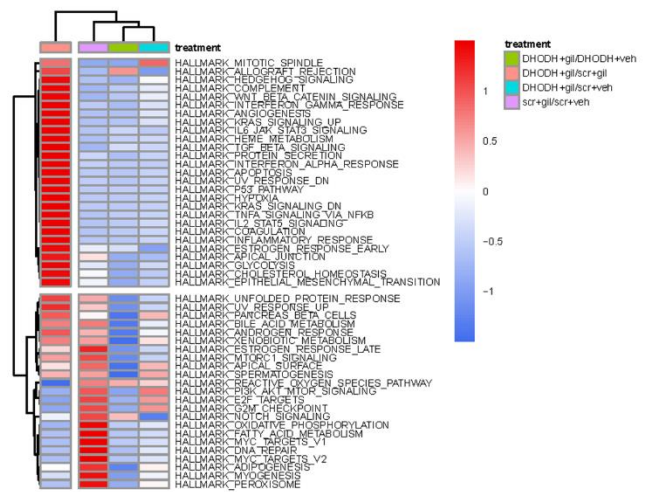 treatment
HALLMARK_MITOTIC_SPINDLE
HALLMARK_ALLOGRAFT_REJECTION
HALLMARK_HEDGEHOG_SIGNALING
HALLMARK_COMPLEMENT
HALLMARK_WNT_BETA_CATENIN_SIGNALING
HALLMARK_INTERFERON_GAMMA_RESPONSE
HALLMARK_ANGIOGENESIS
HALLMARK_KRAS_SIGNALING_UP
HALLMARK_IL6_JAK_STAT3_SIGNALING
HALLMARK_HEME_METABOLISM
HALLMARK_TGF_BETA_SIGNALING
HALLMARK_PROTEIN_SECRETION
HALLMARK_INTERFERON_ALPHA_RESPONSE
HALLMARK_APOPTOSIS
HALLMARK_UV_RESPONSE_DN
HALLMARK_P53_PATHWAY
HALLMARK_HYPOXIA
HALLMARK_KRAS_SIGNALING_DN
HALLMARK_TNFA_SIGNALING_VIA_NFKB
HALLMARK_IL2_STAT5_SIGNALING
HALLMARK_COAGULATION
HALLMARK_INFLAMMATORY_RESPONSE
HALLMARK_ESTROGEN_RESPONSE_EARLY
HALLMARK_APICAL_JUNCTION
HALLMARK_GLYCOLYSIS
HALLMARK_CHOLESTEROL_HOMEOSTASIS
HALLMARK_EPITHELIAL_MESENCHYMAL_TRANSITION
HALLMARK_UNFOLDED_PROTEIN_RESPONSE
HALLMARK_UV_RESPONSE_UP
HALLMARK_PANCREAS_BETA_CELLS
HALLMARK_BILE_ACID_METABOLISM
HALLMARK_ANDROGEN_RESPONSE
HALLMARK_XENOBIOTIC_METABOLISM
HALLMARK_ESTROGEN_RESPONSE_LATE
HALLMARK_MTORC1_SIGNALING
HALLMARK_APICAL_SURFACE
HALLMARK_SPERMATOGENESIS
HALLMARK_REACTIVE_OXYGEN_SPECIES_PATHWAY
HALLMARK_PI3K_AKT_MTOR_SIGNALING
HALLMARK_E2F_TARGETS
HALLMARK_G2M_CHECKPOINT
HALLMARK_NOTCH_SIGNALING
HALLMARK_OXIDATIVE_PHOSPHORYLATION
HALLMARK_FATTY_ACID_METABOLISM
HALLMARK_MYC_TARGETS_V1
HALLMARK_DNA_REPAIR
HALLMARK_MYC_TARGETS_V2
HALLMARK_ADIPOGENESIS
HALLMARK_MYOGENESIS
HALLMARK_PEROXISOME
1
0.5
0
−0.5
−1
treatment
DHODH+gil/DHODH+veh
DHODH+gil/scr+gil
DHODH+gil/scr+veh
scr+gil/scr+veh